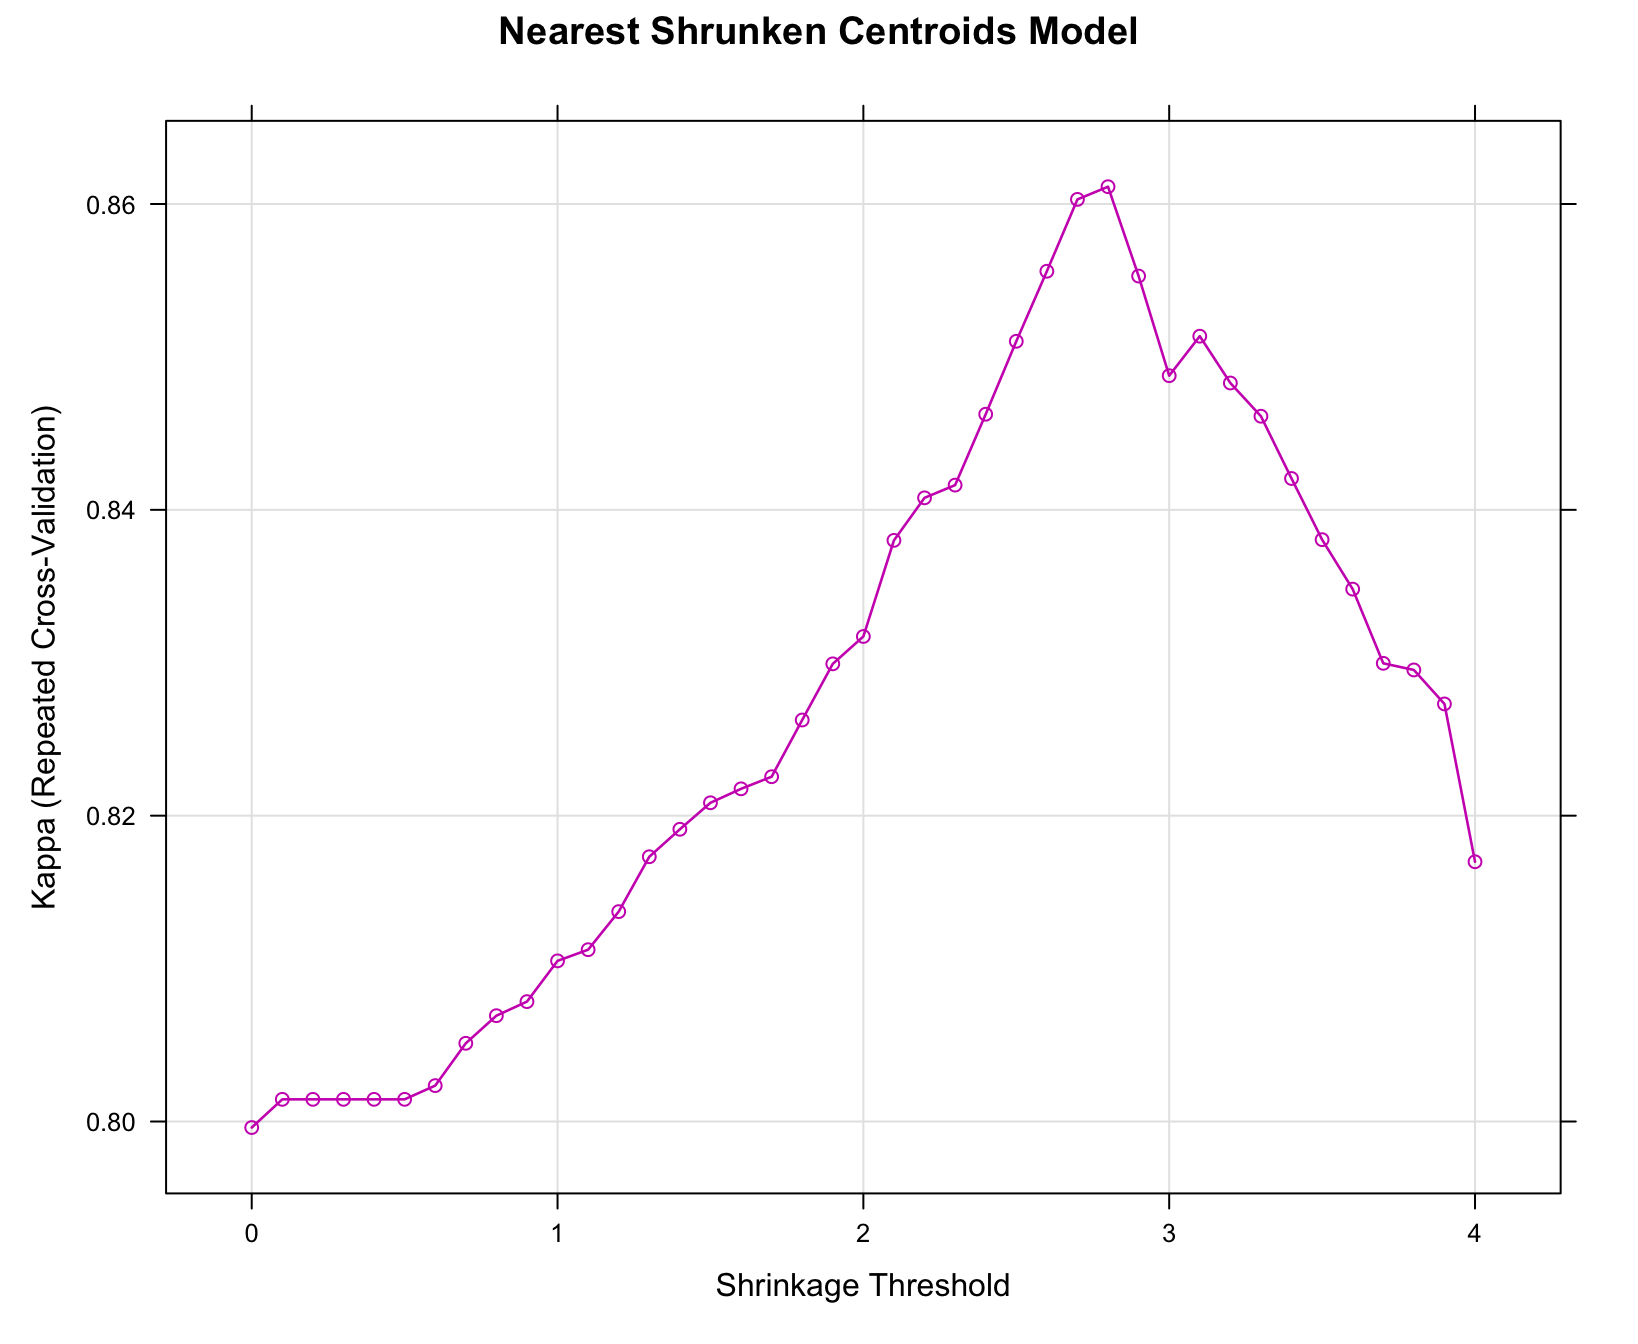 Nearest Shrunken Centroids Model
0.86
0.84
0.82
0.80
Kappa (Repeated Cross-Validation)
0 1 2 3 4
Shrinkage Threshold